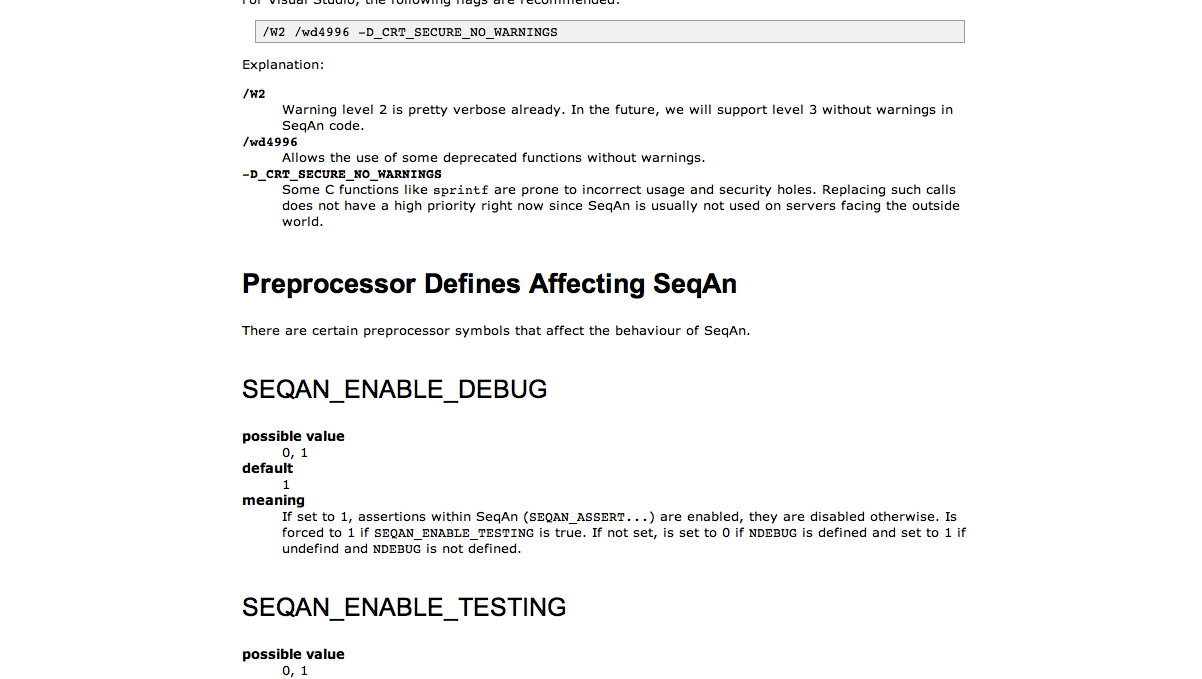 For Visual Studio, the following flags are recommended:
/W2 /wd4996 -D_CRT_SECURE_NO_WARNINGS
Explanation:
/W2
Warning level 2 is pretty verbose already. In the future, we will support level 3 without warnings in
SeqAn code.
/wd4996
Allows the use of some deprecated functions without warnings.
-D_CRT_SECURE_NO_WARNINGS
Some C functions like sprintf are prone to incorrect usage and security holes. Replacing such calls
does not have a high priority right now since SeqAn is usually not used on servers facing the outside
world.
Preprocessor Defines Affecting SeqAn
There are certain preprocessor symbols that affect the behaviour of SeqAn.
SEQAN_ENABLE_DEBUG
possible value
0, 1
default
1
meaning
If set to 1, assertions within SeqAn (SEQAN_ASSERT...) are enabled, they are disabled otherwise. Is
forced to 1 if SEQAN_ENABLE_TESTING is true. If not set, is set to 0 if NDEBUG is defined and set to 1 if
undefind and NDEBUG is not defined.
SEQAN_ENABLE_TESTING
possible value
0, 1